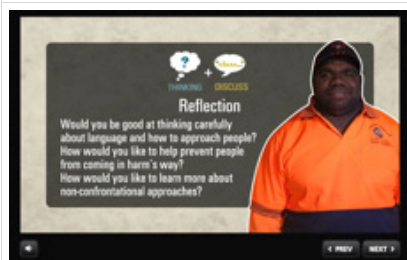 ?
"class..."
THINKING + DISCUSS
Reflection
Would you be good at thinking carefully
about language and how to approach people?
How would you like to help prevent people
from coming in harm's way?
How would you like to learn more about
non-confrontational approaches?
< PREV NEXT >